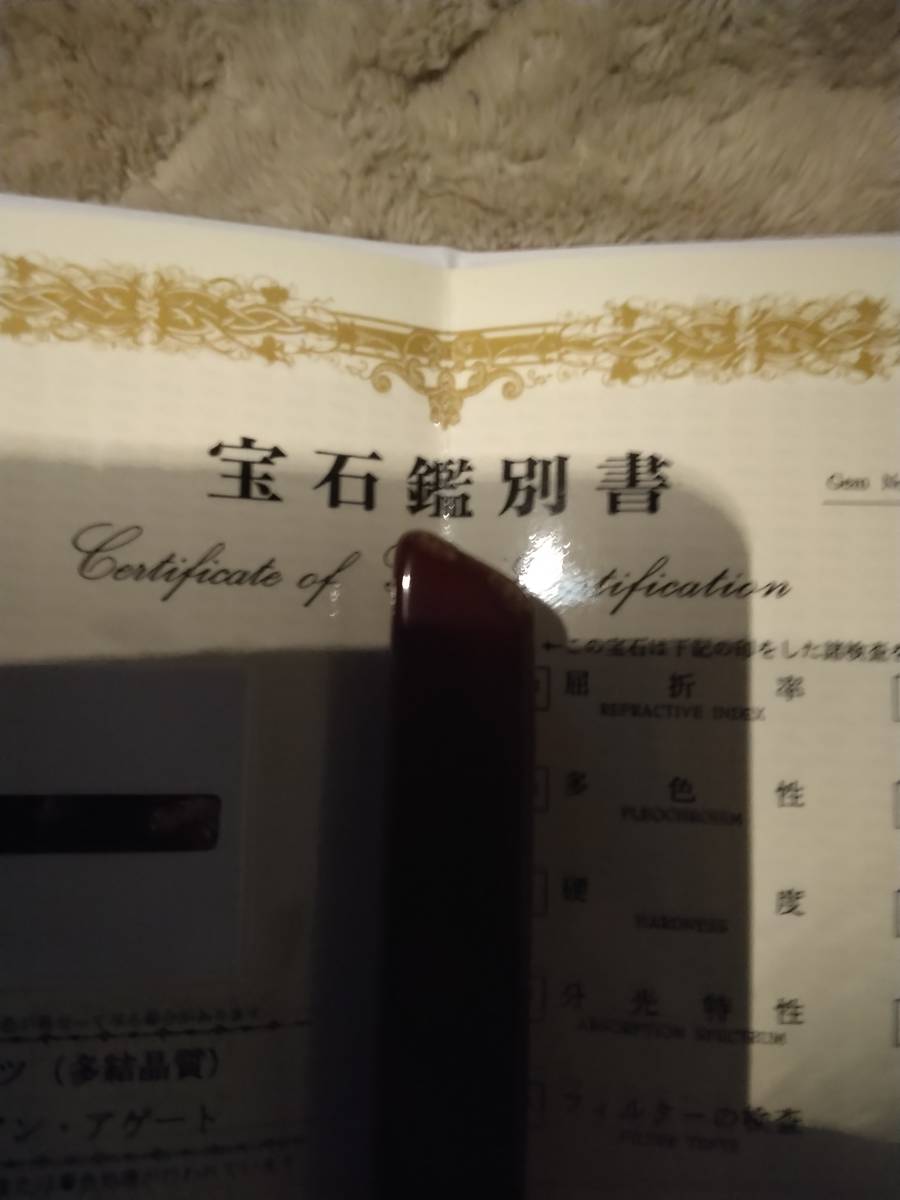 宝石鑑別書
Certificate of
tification
Gem
←この宝石は下記の印をした諸検査を
屈折率
REFRACTIVE INDEX
多色性
PLEOCHROISM
硬度
HARDNESS
分光特性
ABSORPTION SPECTRUM
フィルターの検査
FILTER TESTS
ツ（多結晶質）
ン・アゲート